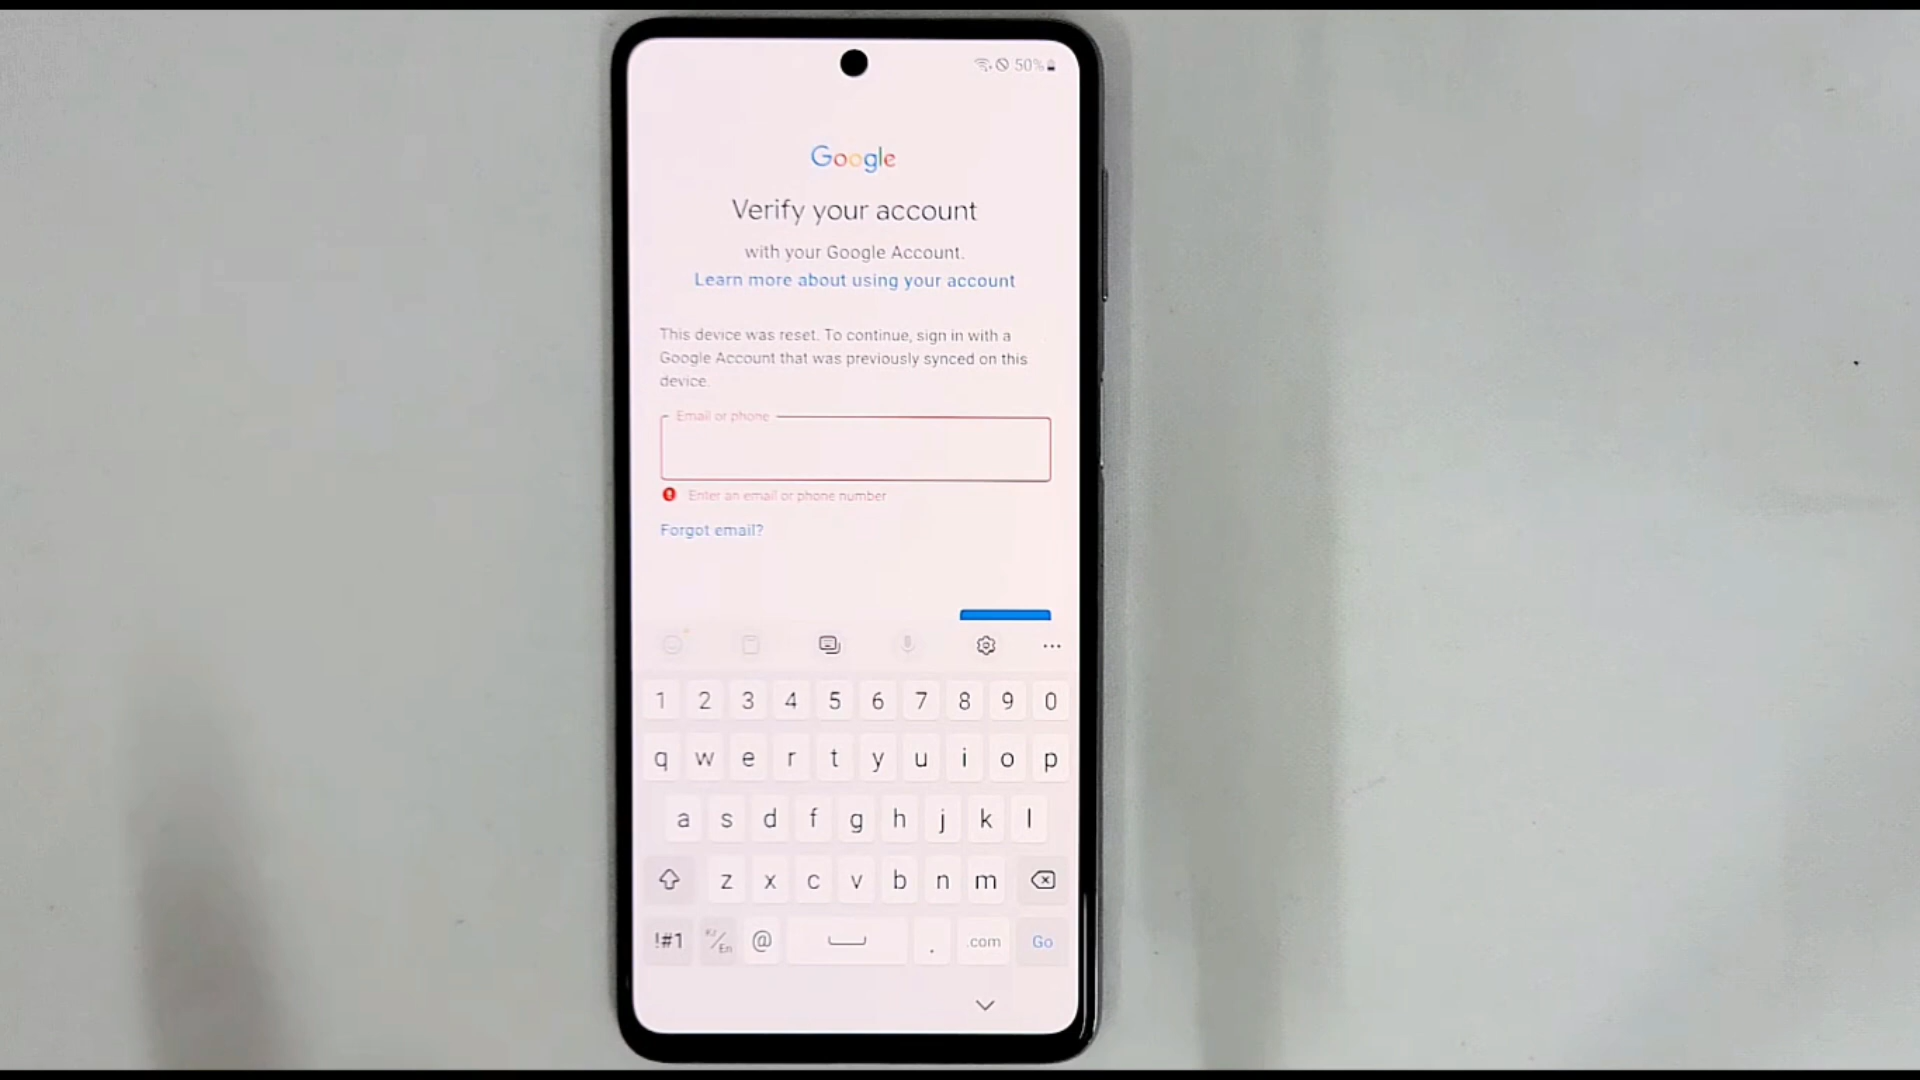 50%
Google
Verify your account
with your Google Account.
Learn more about using your account
This device was reset. To continue, sign in with a
Google Account that was previously synced on this
device.
Email or phone
Enter an email or phone number
Forgot email?
1 2 3 4 5 6 7 8 9 0
q w e r t y u i o p
a s d f g h j k l
z x c v b n m
!#1 En @ . .com Go